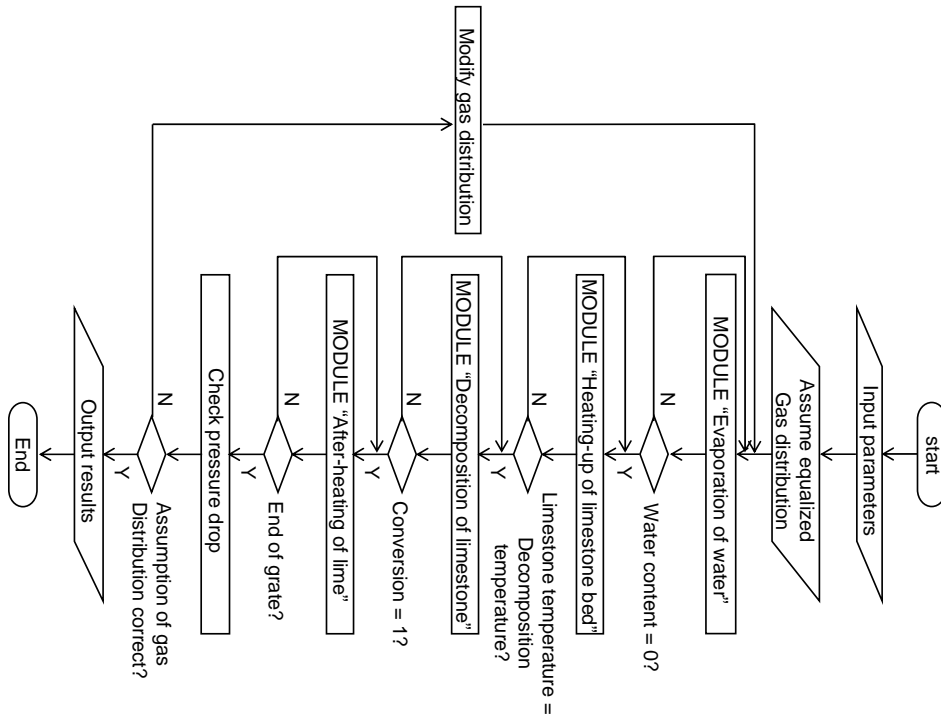 start
Input parameters
Assume equalized
Gas distribution
MODULE “Evaporation of water”
N
Y
Water content = 0?
MODULE “Heating-up of limestone bed”
N
Y
Limestone temperature =
Decomposition
temperature?
MODULE “Decomposition of limestone”
N
Y
Conversion = 1?
MODULE “After-heating of lime”
N
Y
End of grate?
Check pressure drop
N
Y
Assumption of gas
Distribution correct?
Modify gas distribution
Output results
End